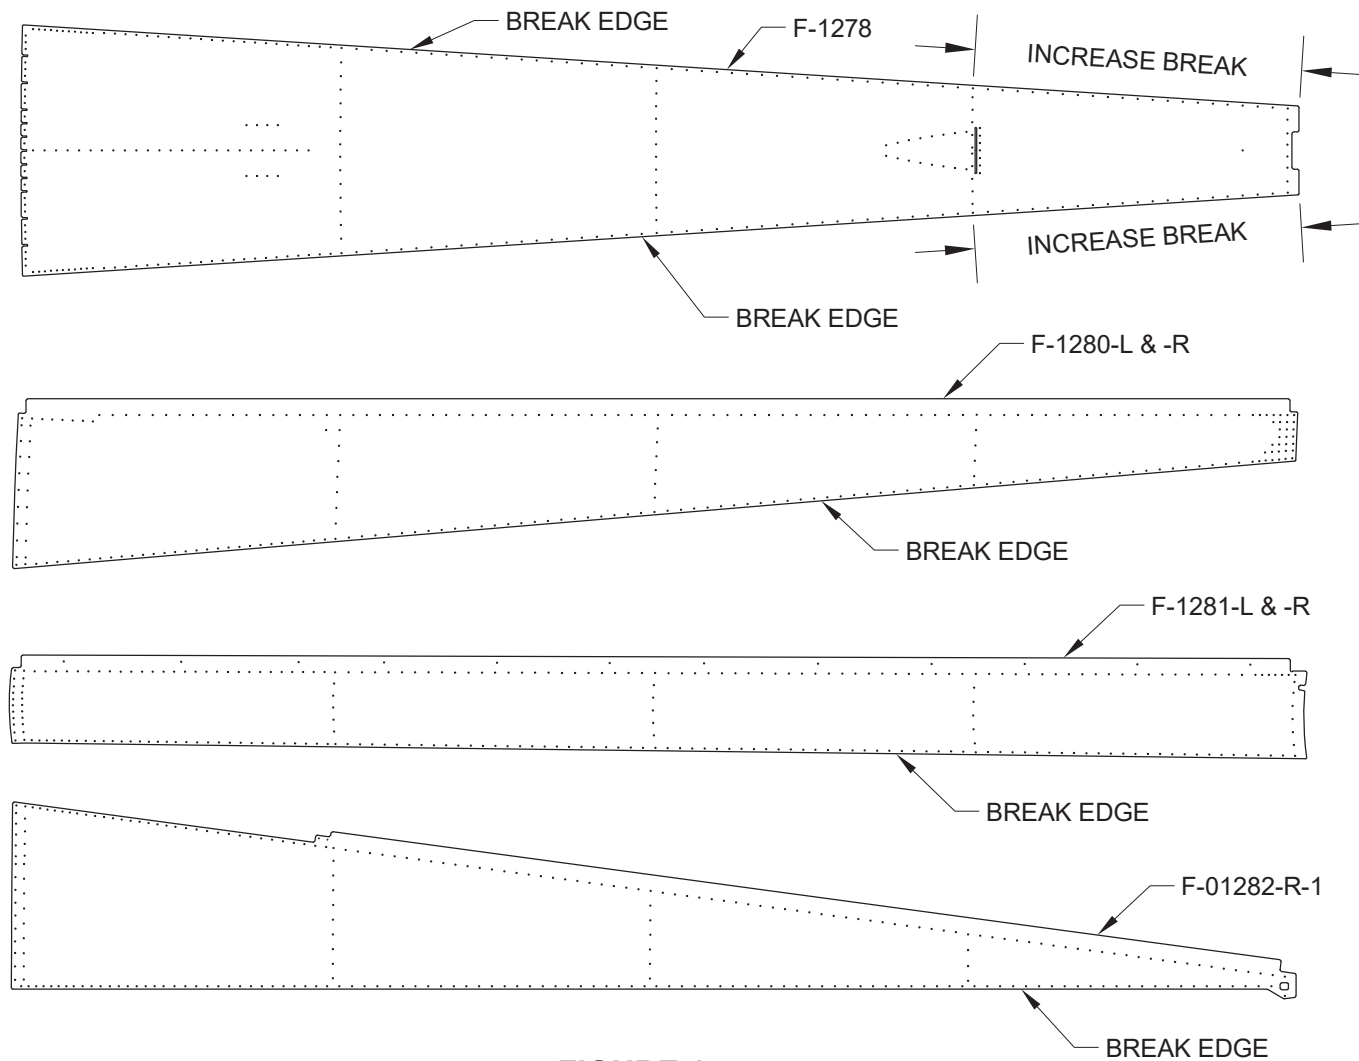 BREAK EDGE
F-1278
INCREASE BREAK
INCREASE BREAK
BREAK EDGE
F-1280-L & -R
BREAK EDGE
F-1281-L & -R
BREAK EDGE
F-01282-R-1
BREAK EDGE